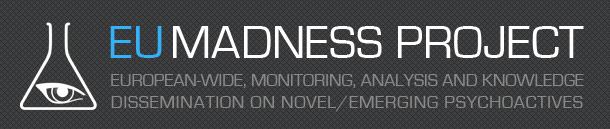 EU MADNESS PROJECT
EUROPEAN-WIDE, MONITORING, ANALYSIS AND KNOWLEDGE
DISSEMINATION ON NOVEL/EMERGING PSYCHOACTIVES